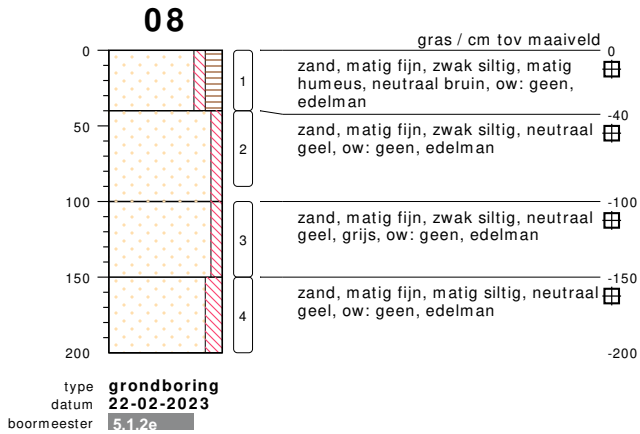 08
gras / cm tov maaiveld
0
0
zand, matig fijn, zwak siltig, matig
humeus, neutraal bruin, ow: geen,
edelman
1
-40
50
zand, matig fijn, zwak siltig, neutraal
geel, ow: geen, edelman
2
100
-100
zand, matig fijn, zwak siltig, neutraal
geel, grijs, ow: geen, edelman
3
150
-150
zand, matig fijn, matig siltig, neutraal
geel, ow: geen, edelman
4
200
-200
type grondboring
datum 22-02-2023
boormeester 5.1.2e